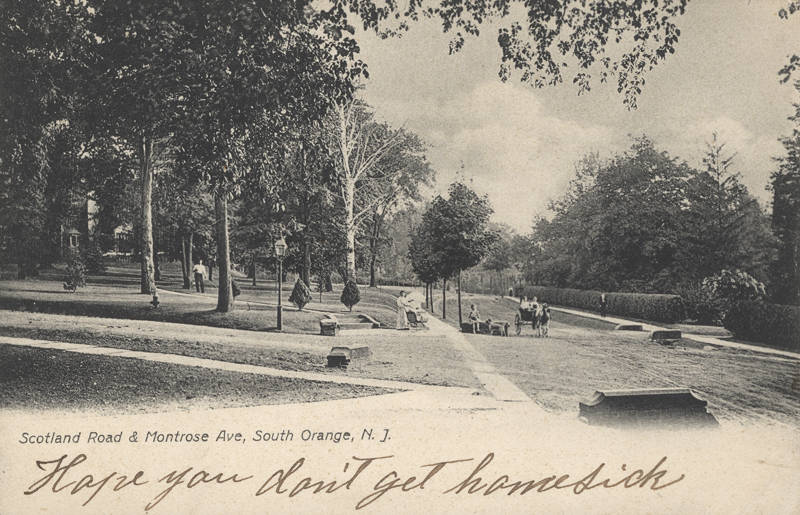 Scotland Road & Montrose Ave, South Orange, N. J.
Hope you don't get homesick